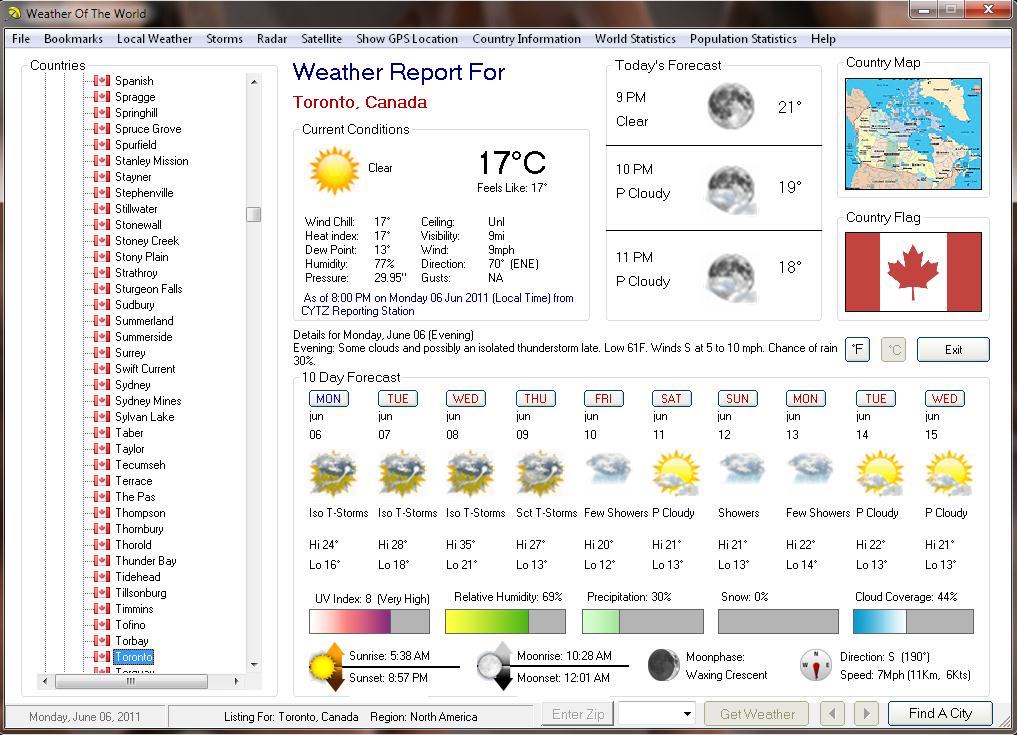 Weather Of The World
File Bookmarks Local Weather Storms Radar Satellite Show GPS Location Country Information World Statistics Population Statistics Help
Countries
Spanish
Spragge
Springhill
Spruce Grove
Spurfield
Stanley Mission
Stayner
Stephenville
Stillwater
Stonewall
Stoney Creek
Stony Plain
Strathroy
Sturgeon Falls
Sudbury
Summerland
Summerside
Surrey
Swift Current
Sydney
Sydney Mines
Sylvan Lake
Taber
Taylor
Tecumseh
Terrace
The Pas
Thompson
Thornbury
Thorold
Thunder Bay
Tidehead
Tillsonburg
Timmins
Tofino
Torbay
Toronto
Weather Report For
Toronto, Canada
Current Conditions
Clear
17°C
Feels Like: 17°
Wind Chill: 17° Ceiling: Unl
Heat index: 17° Visibility: 9mi
Dew Point: 13° Wind: 9mph
Humidity: 77% Direction: 70° (ENE)
Pressure: 29.95" Gusts: NA
As of 8:00 PM on Monday 06 Jun 2011 (Local Time) from
CYTZ Reporting Station
Today's Forecast
9 PM
Clear
21°
10 PM
P Cloudy
19°
11 PM
P Cloudy
18°
Country Map
Country Flag
Details for Monday, June 06 (Evening)
Evening: Some clouds and possibly an isolated thunderstorm late. Low 61F. Winds S at 5 to 10 mph. Chance of rain
30%.
°F °C Exit
10 Day Forecast
MON TUE WED THU FRI SAT SUN MON TUE WED
jun jun jun jun jun jun jun jun jun jun
06 07 08 09 10 11 12 13 14 15
Iso T-Storms Iso T-Storms Iso T-Storms Sct T-Storms Few Showers P Cloudy Showers Few Showers P Cloudy P Cloudy
Hi 24° Hi 28° Hi 35° Hi 27° Hi 20° Hi 21° Hi 21° Hi 22° Hi 22° Hi 21°
Lo 16° Lo 18° Lo 21° Lo 13° Lo 12° Lo 13° Lo 13° Lo 14° Lo 13° Lo 13°
UV Index: 8 (Very High) Relative Humidity: 69% Precipitation: 30% Snow: 0% Cloud Coverage: 44%
Sunrise: 5:38 AM
Sunset: 8:57 PM
Moonrise: 10:28 AM
Moonset: 12:01 AM
Moonphase:
Waxing Crescent
N
W E
S
Direction: S (190°)
Speed: 7Mph (11Km, 6Kts)
Monday, June 06, 2011 Listing For: Toronto, Canada Region: North America Enter Zip Get Weather Find A City